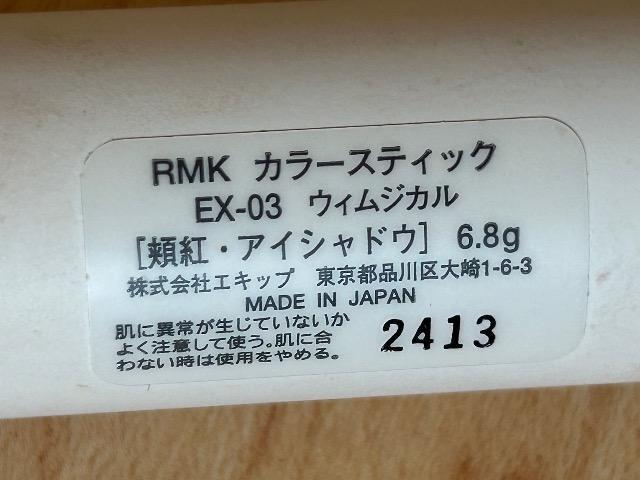 RMK カラースティック
EX-03 ウィムジカル
[頬紅・アイシャドウ] 6.8g
株式会社エキップ 東京都品川区大崎1-6-3
MADE IN JAPAN
肌に異常が生じていないか
よく注意して使う。肌に合
わない時は使用をやめる。
2413